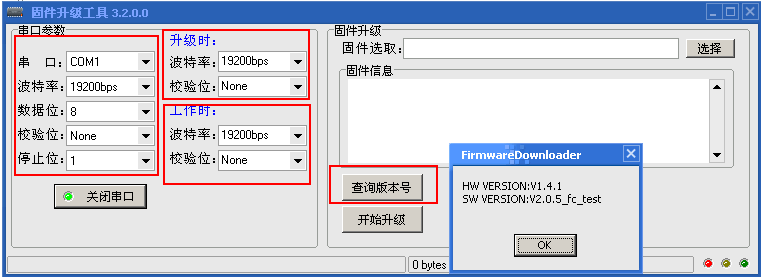 固件升级工具 3.2.0.0
串口参数
串 口: COM1
波特率: 19200bps
数据位: 8
校验位: None
停止位: 1
关闭串口
升级时:
波特率: 19200bps
校验位: None
工作时:
波特率: 19200bps
校验位: None
固件升级
固件选取: 选择
固件信息
查询版本号
开始升级
FirmwareDownloader
HW VERSION:V1.4.1
SW VERSION:V2.0.5_fc_test
OK
0 bytes